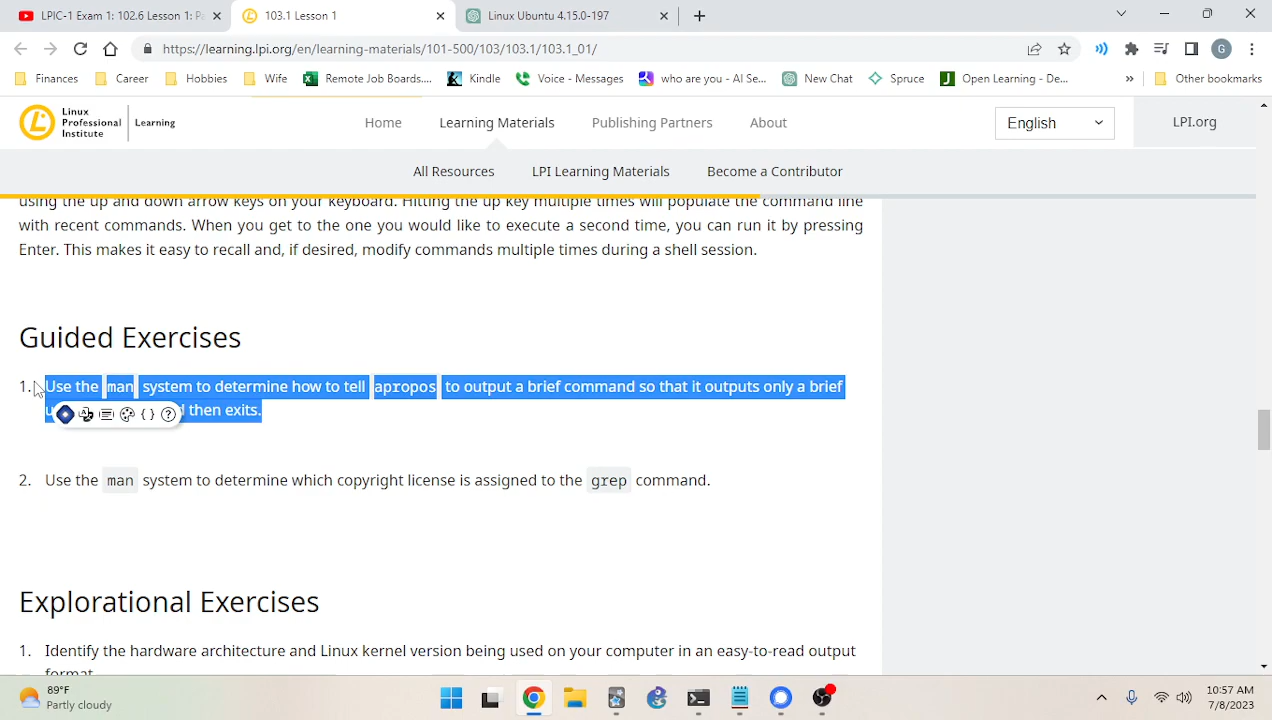 LPIC-1 Exam 1: 102.6 Lesson 1: Pa
103.1 Lesson 1
Linux Ubuntu 4.15.0-197
https://learning.lpi.org/en/learning-materials/101-500/103/103.1/103.1_01/
G
Finances
Career
Hobbies
Wife
Remote Job Boards....
Kindle
Voice - Messages
who are you - AI Se...
New Chat
Spruce
Open Learning - De...
»
Other bookmarks
Linux
Professional
Institute
Learning
Home
Learning Materials
Publishing Partners
About
English
LPI.org
All Resources
LPI Learning Materials
Become a Contributor
using the up and down arrow keys on your keyboard. Hitting the up key multiple times will populate the command line
with recent commands. When you get to the one you would like to execute a second time, you can run it by pressing
Enter. This makes it easy to recall and, if desired, modify commands multiple times during a shell session.
Guided Exercises
1. Use the man system to determine how to tell apropos to output a brief command so that it outputs only a brief
then exits.
2. Use the man system to determine which copyright license is assigned to the grep command.
Explorational Exercises
1. Identify the hardware architecture and Linux kernel version being used on your computer in an easy-to-read output
format.
89°F
Partly cloudy
10:57 AM
7/8/2023